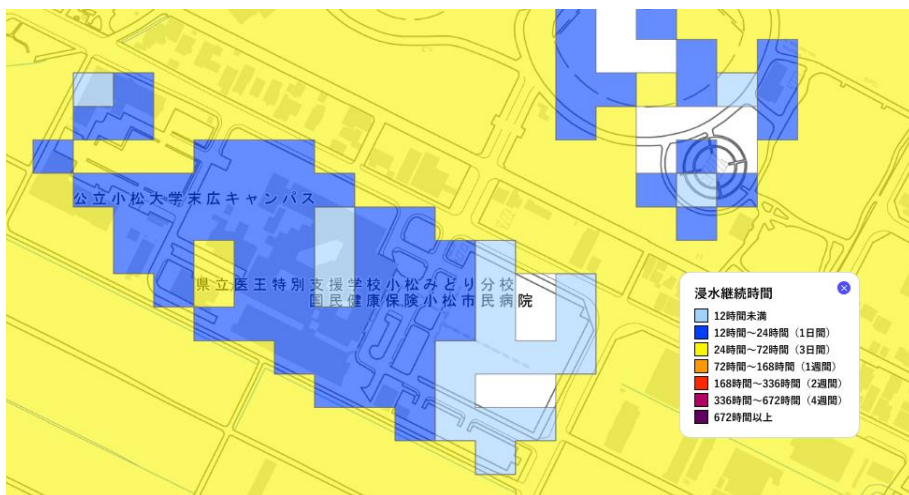 公立小松大学末広キャンパス
県立医王特別支援学校小松みどり分校
国民健康保険小松市民病院
浸水継続時間
12時間未満
12時間～24時間（1日間）
24時間～72時間（3日間）
72時間～168時間（1週間）
168時間～336時間（2週間）
336時間～672時間（4週間）
672時間以上